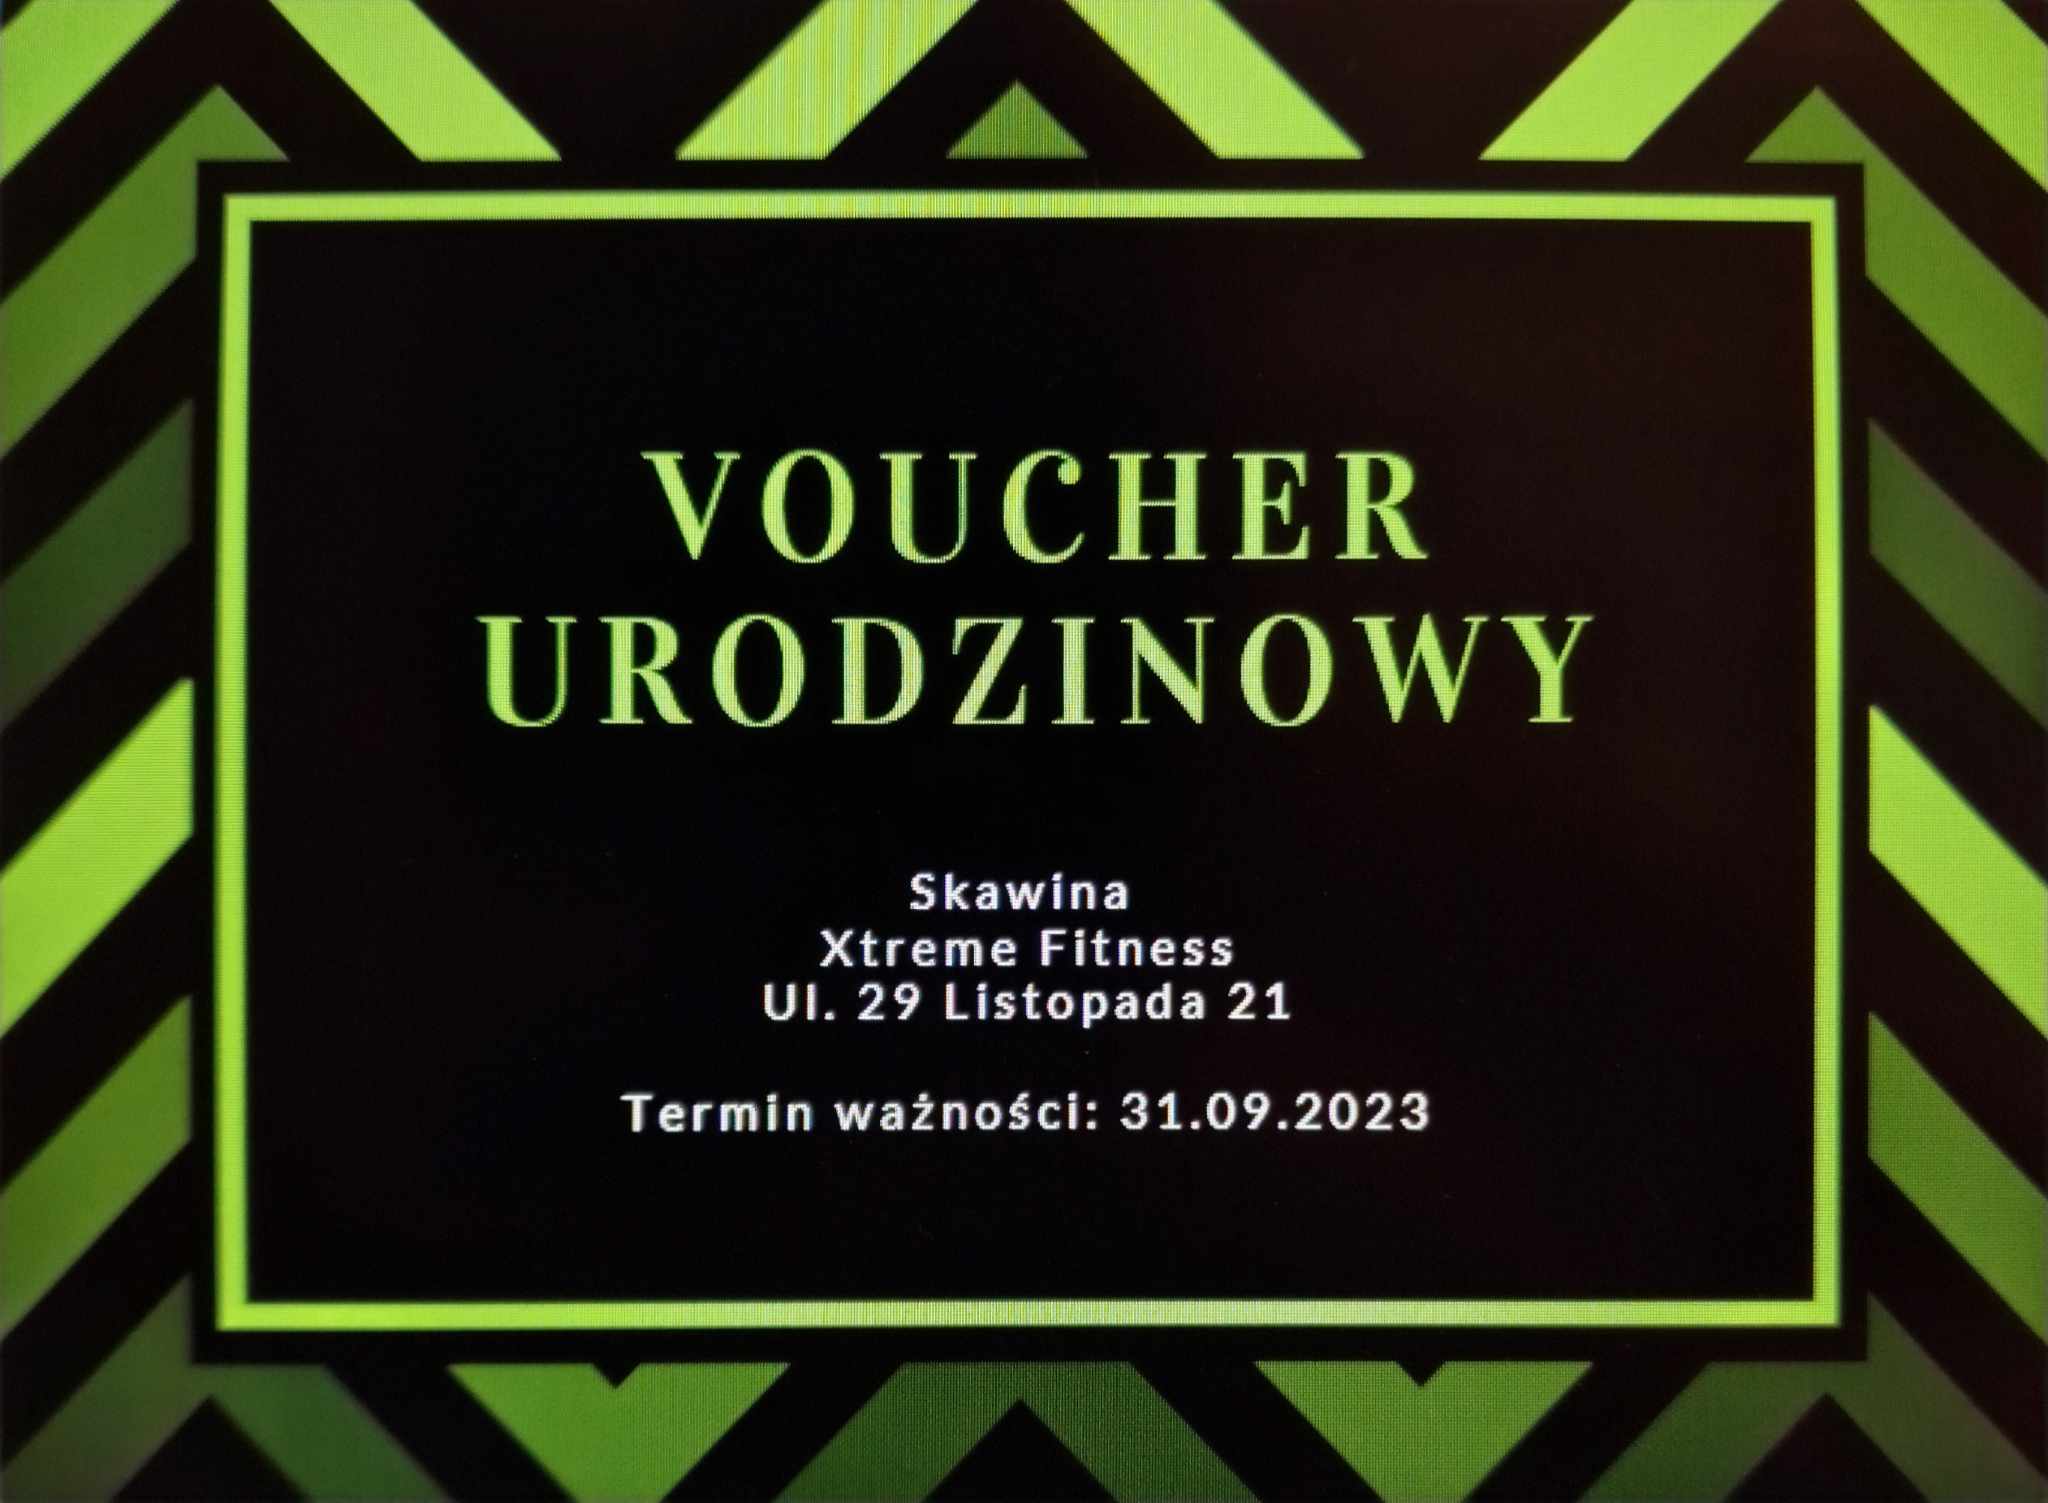 VOUCHER
URODZINOWY
Skawina
Xtreme Fitness
Ul. 29 Listopada 21
Termin ważności: 31.09.2023